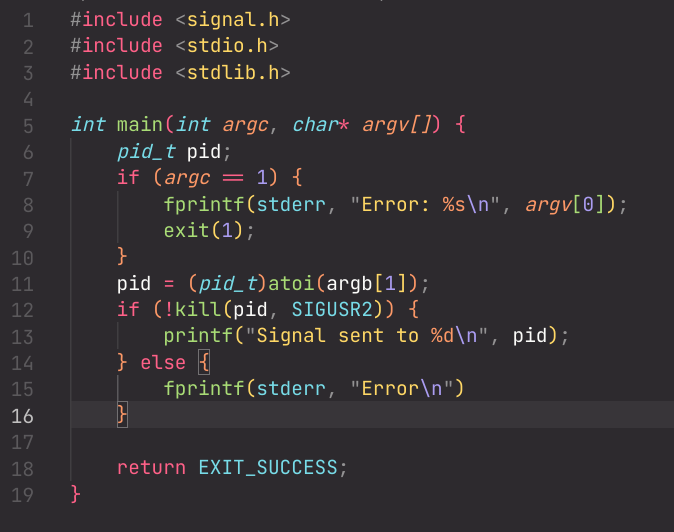 1 #include <signal.h>
2 #include <stdio.h>
3 #include <stdlib.h>
4
5 int main(int argc, char* argv[]) {
6 pid_t pid;
7 if (argc == 1) {
8 fprintf(stderr, "Error: %s\n", argv[0]);
9 exit(1);
10 }
11 pid = (pid_t)atoi(argb[1]);
12 if (!kill(pid, SIGUSR2)) {
13 printf("Signal sent to %d\n", pid);
14 } else {
15 fprintf(stderr, "Error\n")
16 }
17
18 return EXIT_SUCCESS;
19 }